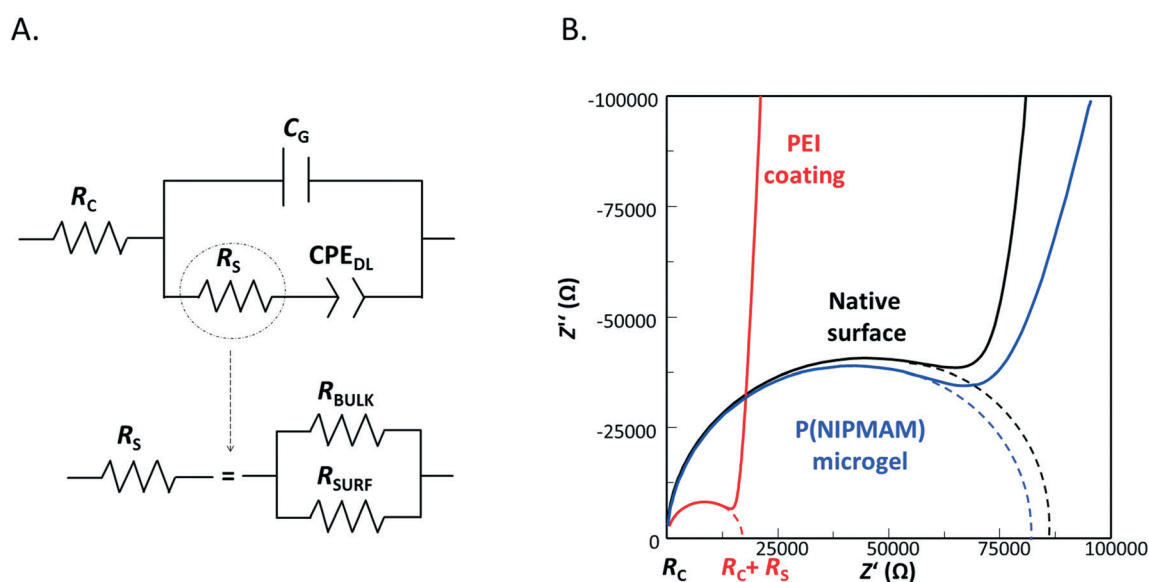 A.
C_G
R_C
R_S
CPE_DL
R_BULK
R_S
=
R_SURF
B.
-100000
-75000
-50000
-25000
0
Z'' (Ω)
PEI
coating
Native
surface
P(NIPMAM)
microgel
25000
50000
75000
100000
R_C
R_C+ R_S
Z' (Ω)